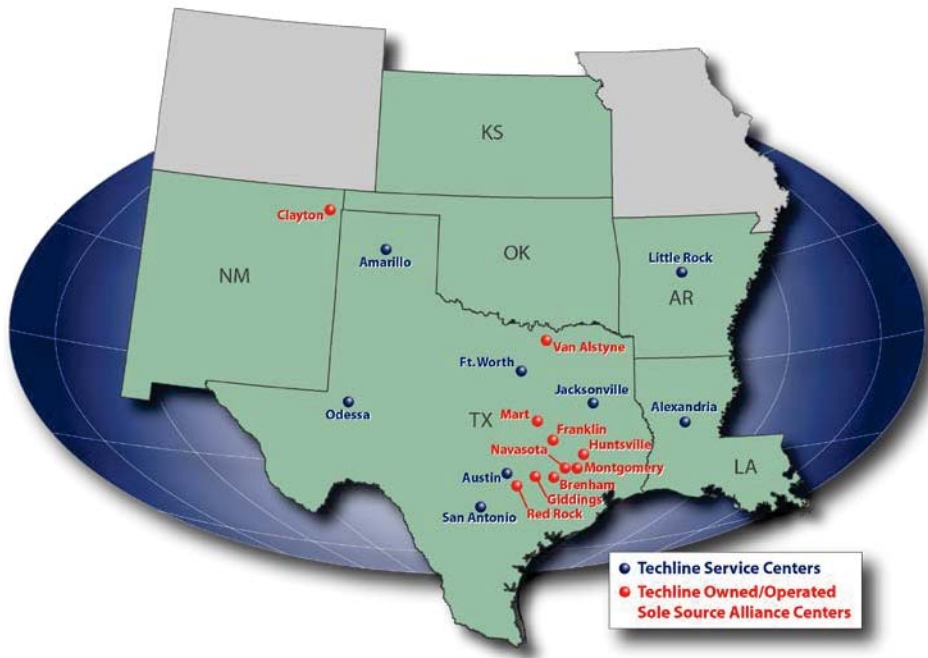 KS
Clayton
NM
Amarillo
OK
Little Rock
AR
Van Alstyne
Ft. Worth
Jacksonville
Odessa
Mart
TX
Alexandria
Franklin
Navasota
Huntsville
Montgomery
Austin
Brenham
Giddings
Red Rock
San Antonio
LA
Techline Service Centers
Techline Owned/Operated
Sole Source Alliance Centers